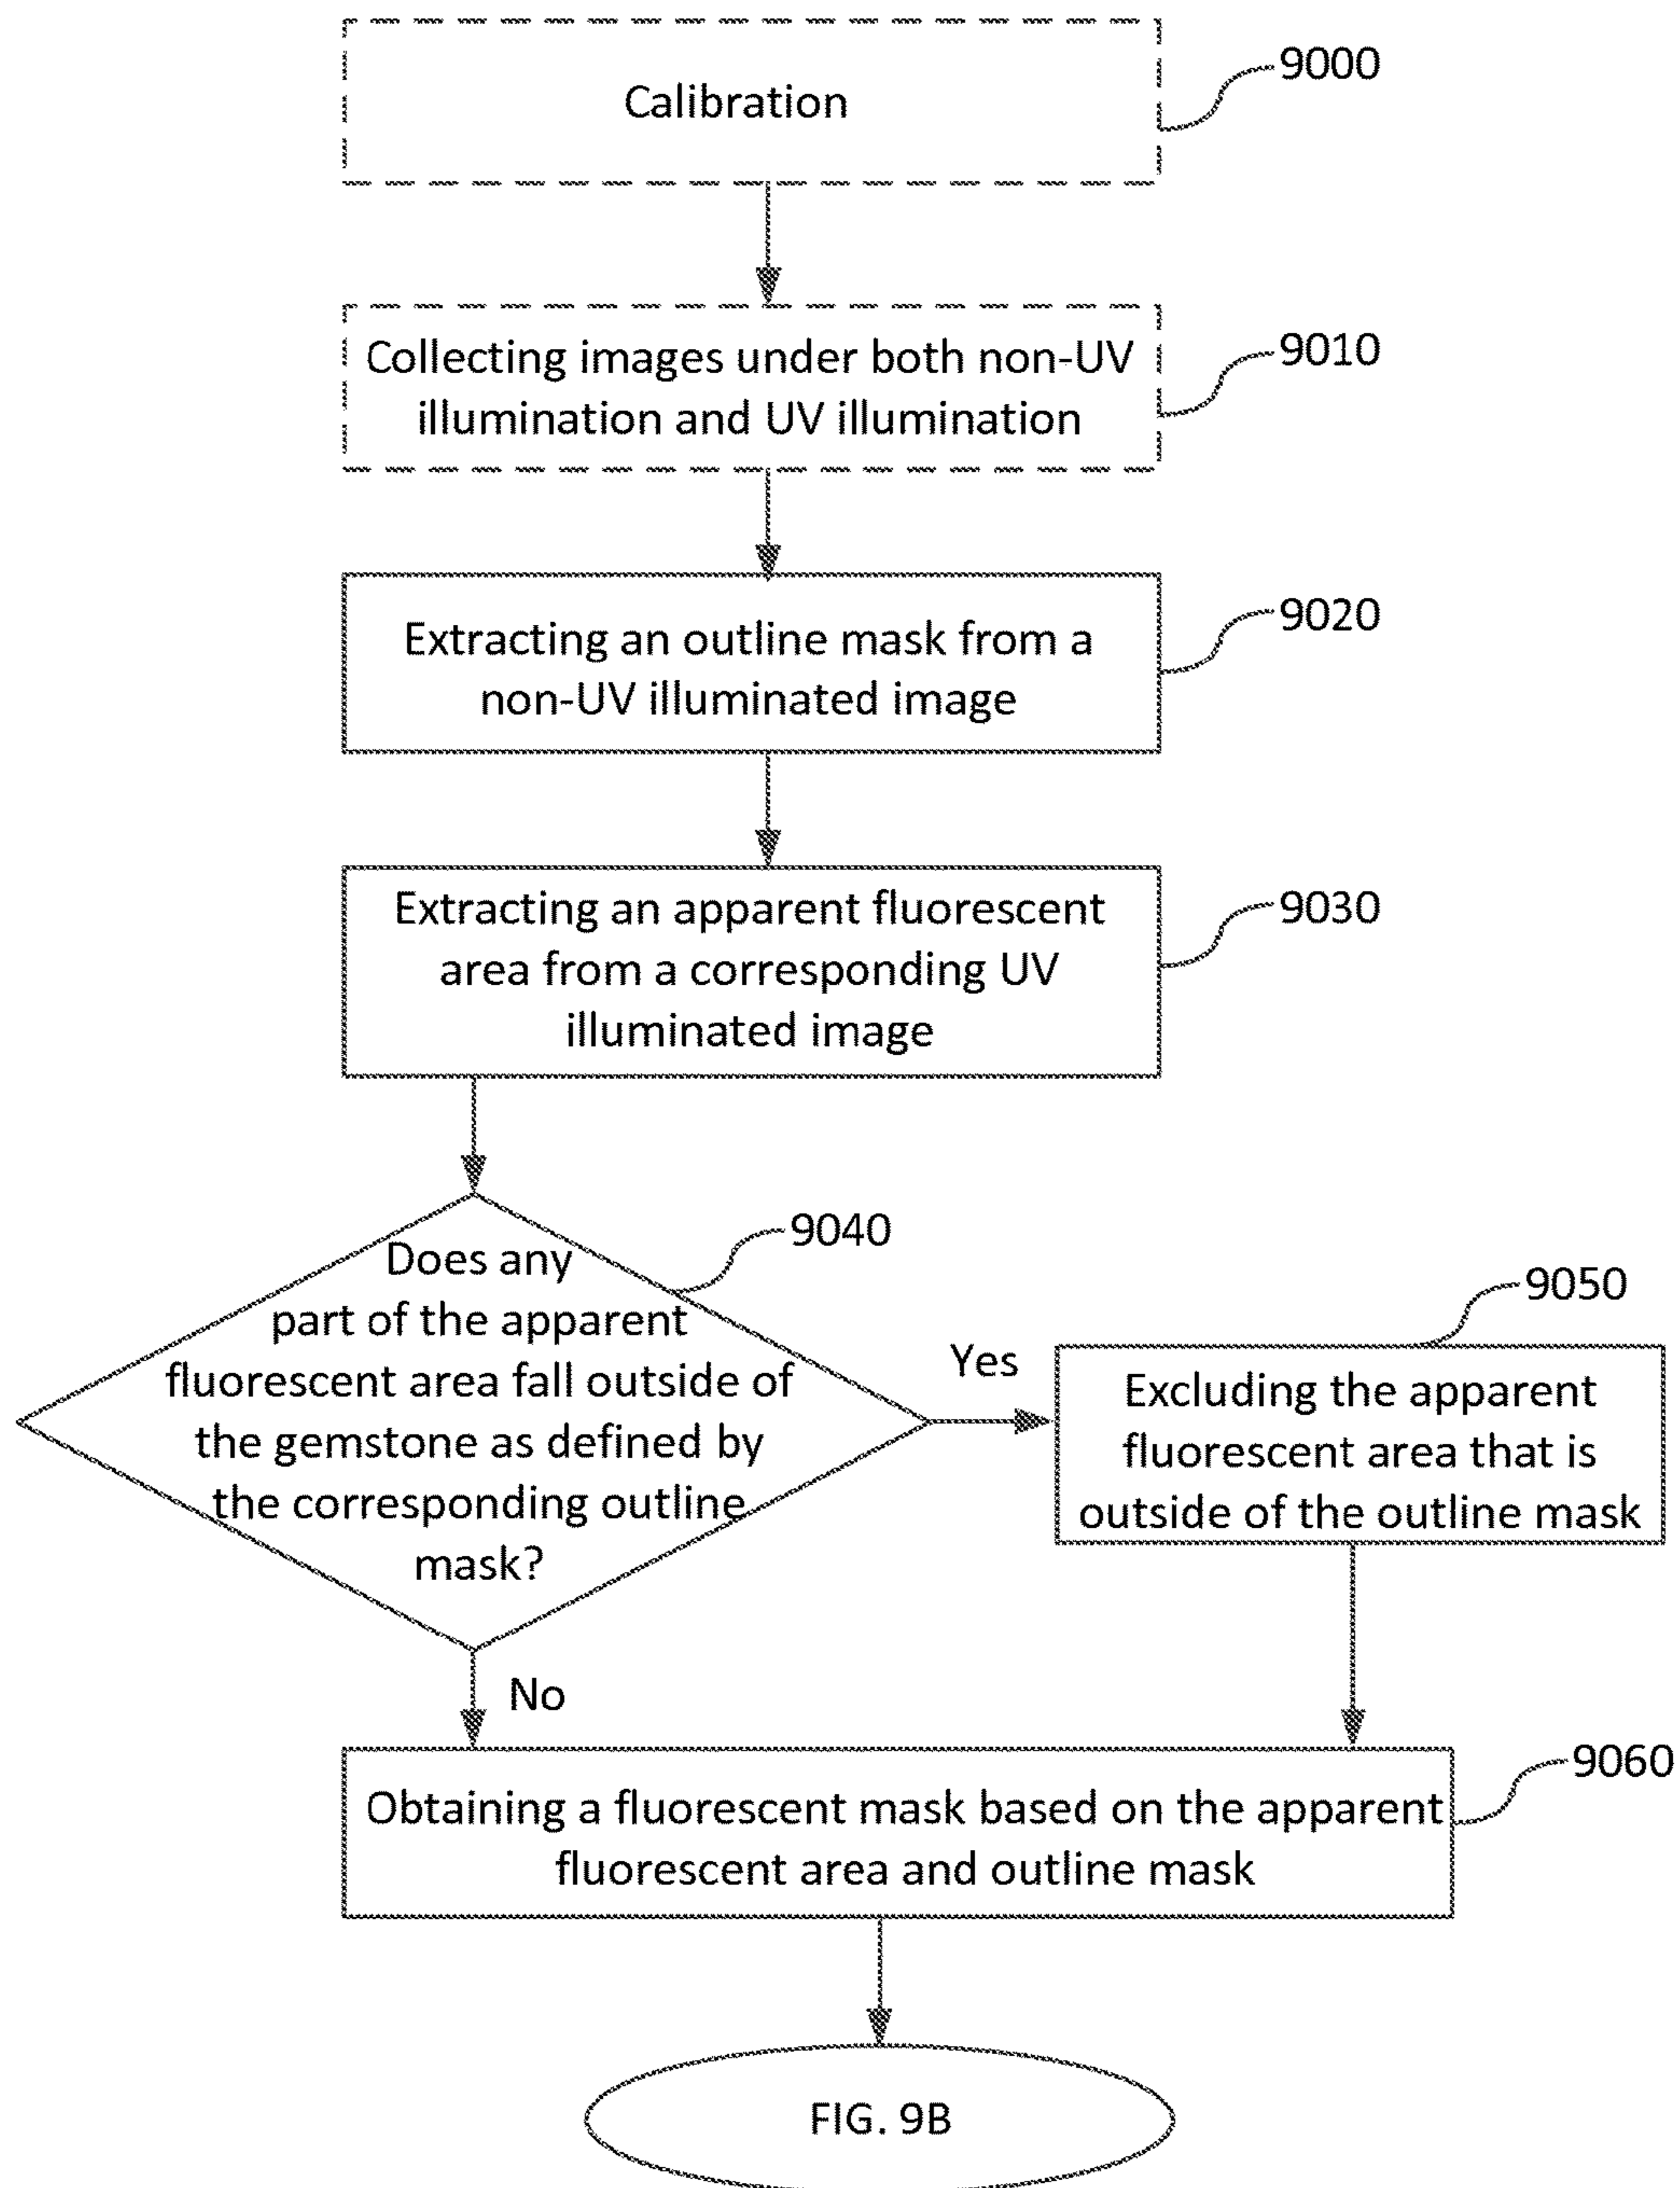 Calibration
9000
Collecting images under both non-UV
illumination and UV illumination
9010
Extracting an outline mask from a
non-UV illuminated image
9020
Extracting an apparent fluorescent
area from a corresponding UV
illuminated image
9030
Does any
part of the apparent
fluorescent area fall outside of
the gemstone as defined by
the corresponding outline
mask?
9040
Yes
9050
Excluding the apparent
fluorescent area that is
outside of the outline mask
No
Obtaining a fluorescent mask based on the apparent
fluorescent area and outline mask
9060
FIG. 9B